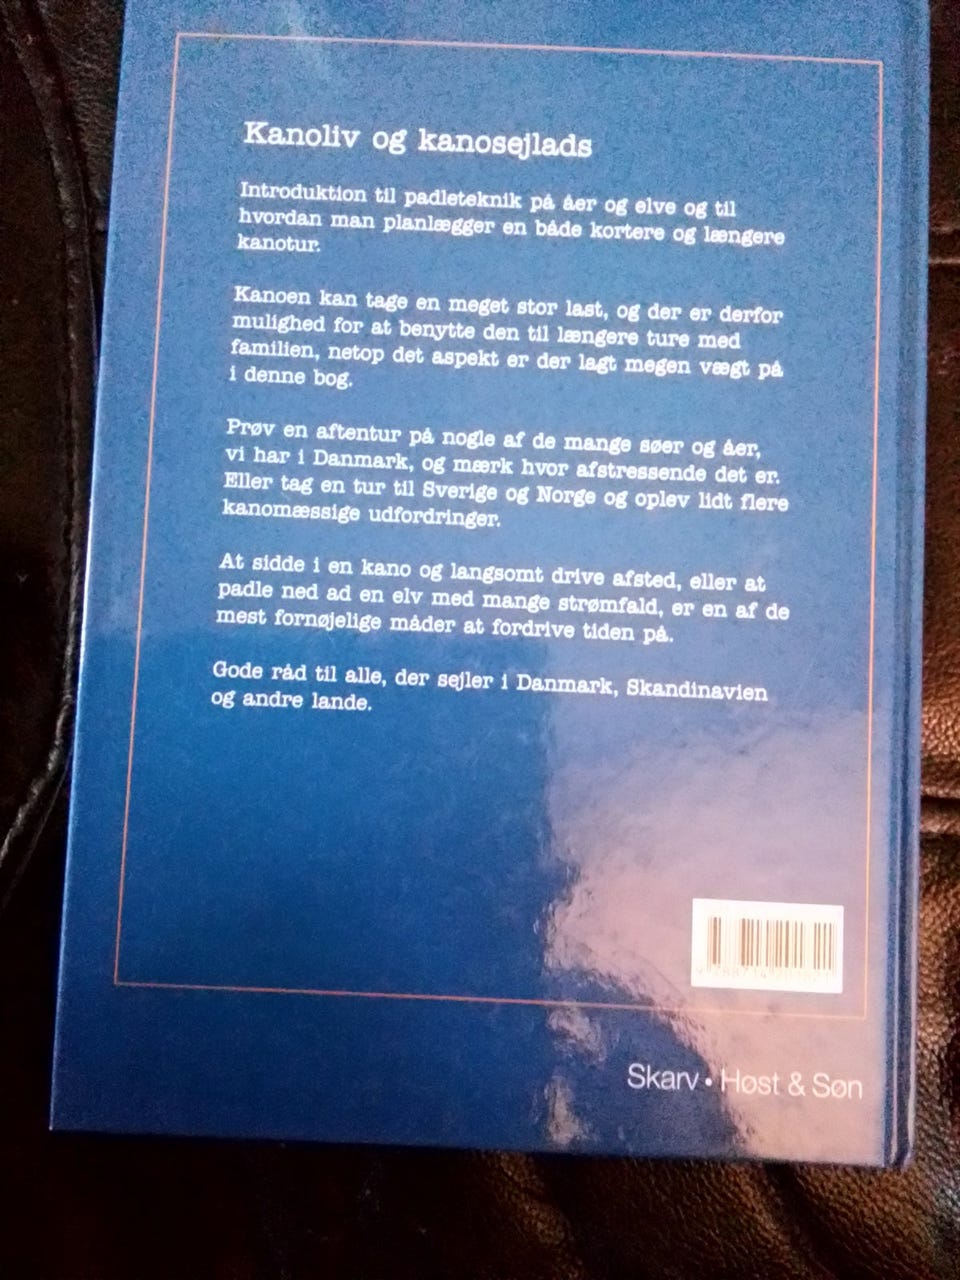 Kanoliv og kanosejlads
Introduktion til padleteknik på åer og elve og til
hvordan man planlægger en både kortere og længere
kanotur.
Kanoen kan tage en meget stor last, og der er derfor
mulighed for at benytte den til længere ture med
familien, netop det aspekt er der lagt megen vægt på
i denne bog.
Prøv en aftentur på nogle af de mange søer og åer,
vi har i Danmark, og mærk hvor afstressende det er.
Eller tag en tur til Sverige og Norge og oplev lidt flere
kanomæssige udfordringer.
At sidde i en kano og langsomt drive afsted, eller at
padle ned ad en elv med mange strømfald, er en af de
mest fornøjelige måder at fordrive tiden på.
Gode råd til alle, der sejler i Danmark, Skandinavien
og andre lande.
Skarv • Høst & Søn